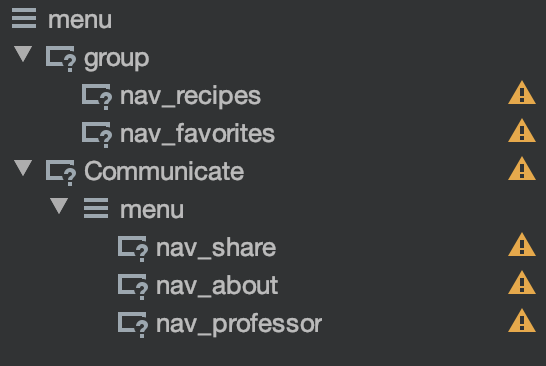 menu
group
nav_recipes
nav_favorites
Communicate
menu
nav_share
nav_about
nav_professor